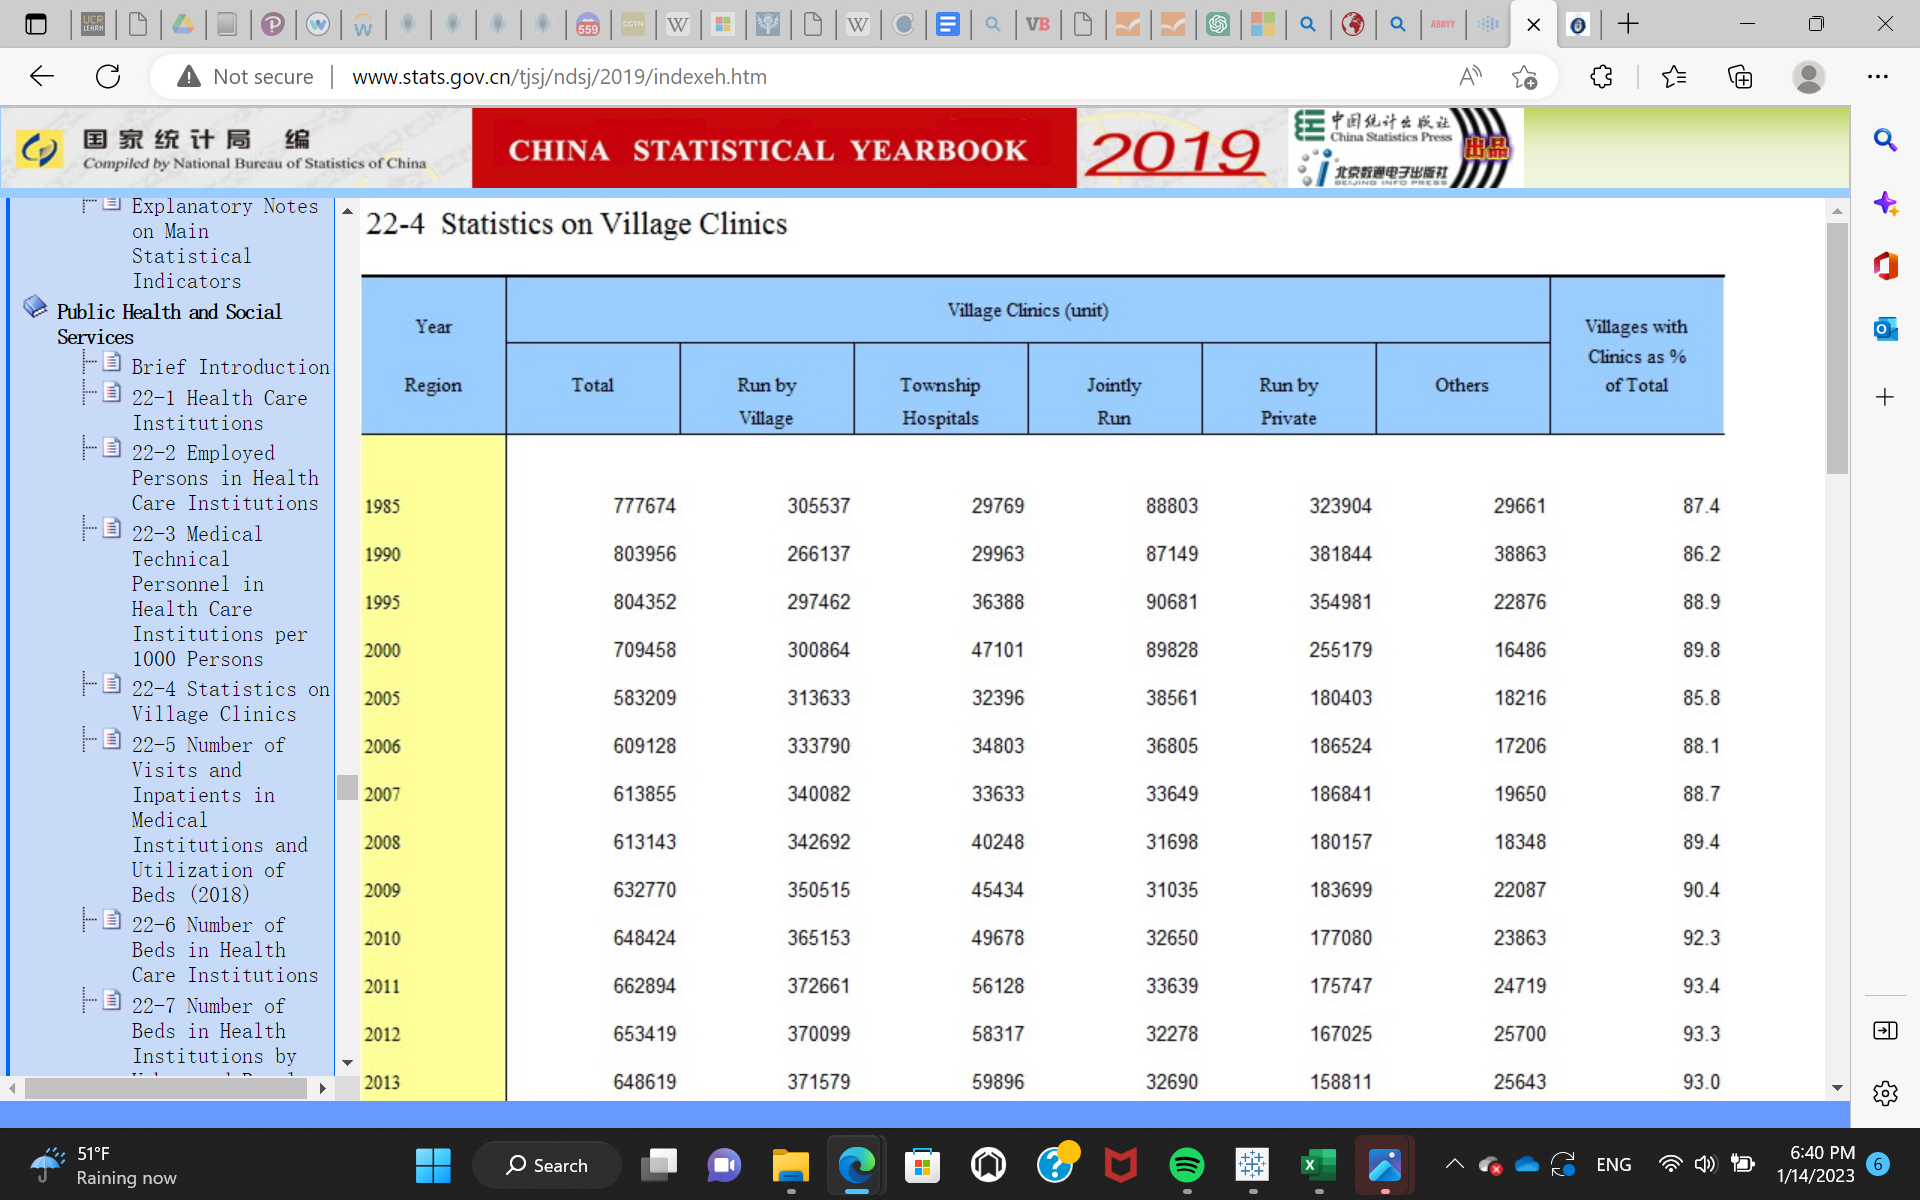 UCR
LEARN
559
CCTN
VB
ABBYY
Not secure
www.stats.gov.cn/tjsj/ndsj/2019/indexeh.htm
国家统计局 编
Compiled by National Bureau of Statistics of China
CHINA STATISTICAL YEARBOOK
2019
中国统计出版社
China Statistics Press
北京数通电子出版社
BEIJING INFO PRESS
出品
Explanatory Notes
on Main
Statistical
Indicators
Public Health and Social
Services
Brief Introduction
22-1 Health Care
Institutions
22-2 Employed
Persons in Health
Care Institutions
22-3 Medical
Technical
Personnel in
Health Care
Institutions per
1000 Persons
22-4 Statistics on
Village Clinics
22-5 Number of
Visits and
Inpatients in
Medical
Institutions and
Utilization of
Beds (2018)
22-6 Number of
Beds in Health
Care Institutions
22-7 Number of
Beds in Health
Institutions by
22-4 Statistics on Village Clinics
Year
Region
Village Clinics (unit)
Villages with
Clinics as %
of Total
Total
Run by
Village
Township
Hospitals
Jointly
Run
Run by
Private
Others
1985 777674 305537 29769 88803 323904 29661 87.4
1990 803956 266137 29963 87149 381844 38863 86.2
1995 804352 297462 36388 90681 354981 22876 88.9
2000 709458 300864 47101 89828 255179 16486 89.8
2005 583209 313633 32396 38561 180403 18216 85.8
2006 609128 333790 34803 36805 186524 17206 88.1
2007 613855 340082 33633 33649 186841 19650 88.7
2008 613143 342692 40248 31698 180157 18348 89.4
2009 632770 350515 45434 31035 183699 22087 90.4
2010 648424 365153 49678 32650 177080 23863 92.3
2011 662894 372661 56128 33639 175747 24719 93.4
2012 653419 370099 58317 32278 167025 25700 93.3
2013 648619 371579 59896 32690 158811 25643 93.0
51°F
Raining now
Search
ENG
6:40 PM
1/14/2023
6